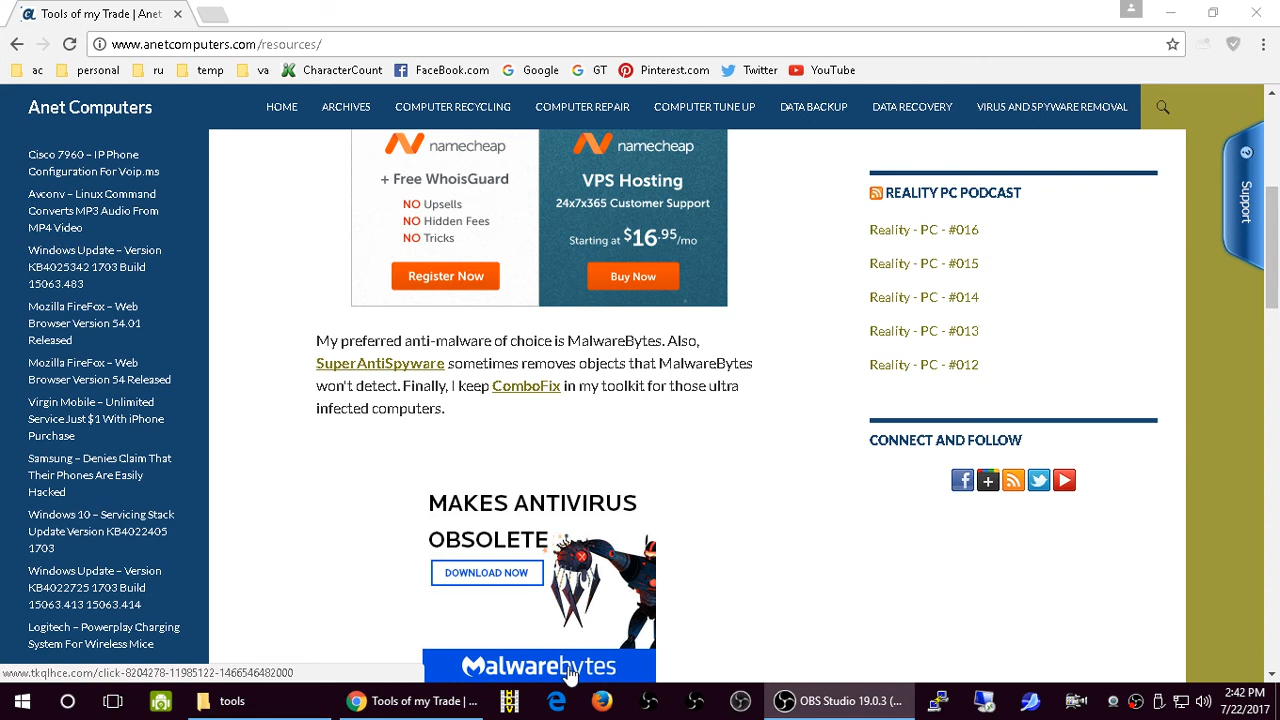 Tools of my Trade | Anet
www.anetcomputers.com/resources/
ac
personal
ru
temp
va
CharacterCount
FaceBook.com
Google
GT
Pinterest.com
Twitter
YouTube
Anet Computers
HOME
ARCHIVES
COMPUTER RECYCLING
COMPUTER REPAIR
COMPUTER TUNE UP
DATA BACKUP
DATA RECOVERY
VIRUS AND SPYWARE REMOVAL
Cisco 7960 – IP Phone
Configuration For Voip.ms
Avconv – Linux Command
Converts MP3 Audio From
MP4 Video
Windows Update – Version
KB4025342 1703 Build
15063.483
Mozilla FireFox – Web
Browser Version 54.01
Released
Mozilla FireFox – Web
Browser Version 54 Released
Virgin Mobile – Unlimited
Service Just $1 With iPhone
Purchase
Samsung – Denies Claim That
Their Phones Are Easily
Hacked
Windows 10 – Servicing Stack
Update Version KB4022405
1703
Windows Update – Version
KB4022725 1703 Build
15063.413 15063.414
Logitech – Powerplay Charging
System For Wireless Mice
namecheap
+ Free WhoisGuard
NO Upsells
NO Hidden Fees
NO Tricks
Register Now
namecheap
VPS Hosting
24x7x365 Customer Support
Starting at $16.95/mo
Buy Now
My preferred anti-malware of choice is MalwareBytes. Also,
SuperAntiSpyware sometimes removes objects that MalwareBytes
won't detect. Finally, I keep ComboFix in my toolkit for those ultra
infected computers.
MAKES ANTIVIRUS
OBSOLETE
DOWNLOAD NOW
Malwarebytes
REALITY PC PODCAST
Reality - PC - #016
Reality - PC - #015
Reality - PC - #014
Reality - PC - #013
Reality - PC - #012
CONNECT AND FOLLOW
Support
www.tkqlhce.com/click-8204278-11985122-1466546482000
tools
Tools of my Trade | ...
OBS Studio 19.0.3 (...
2:42 PM
7/22/2017